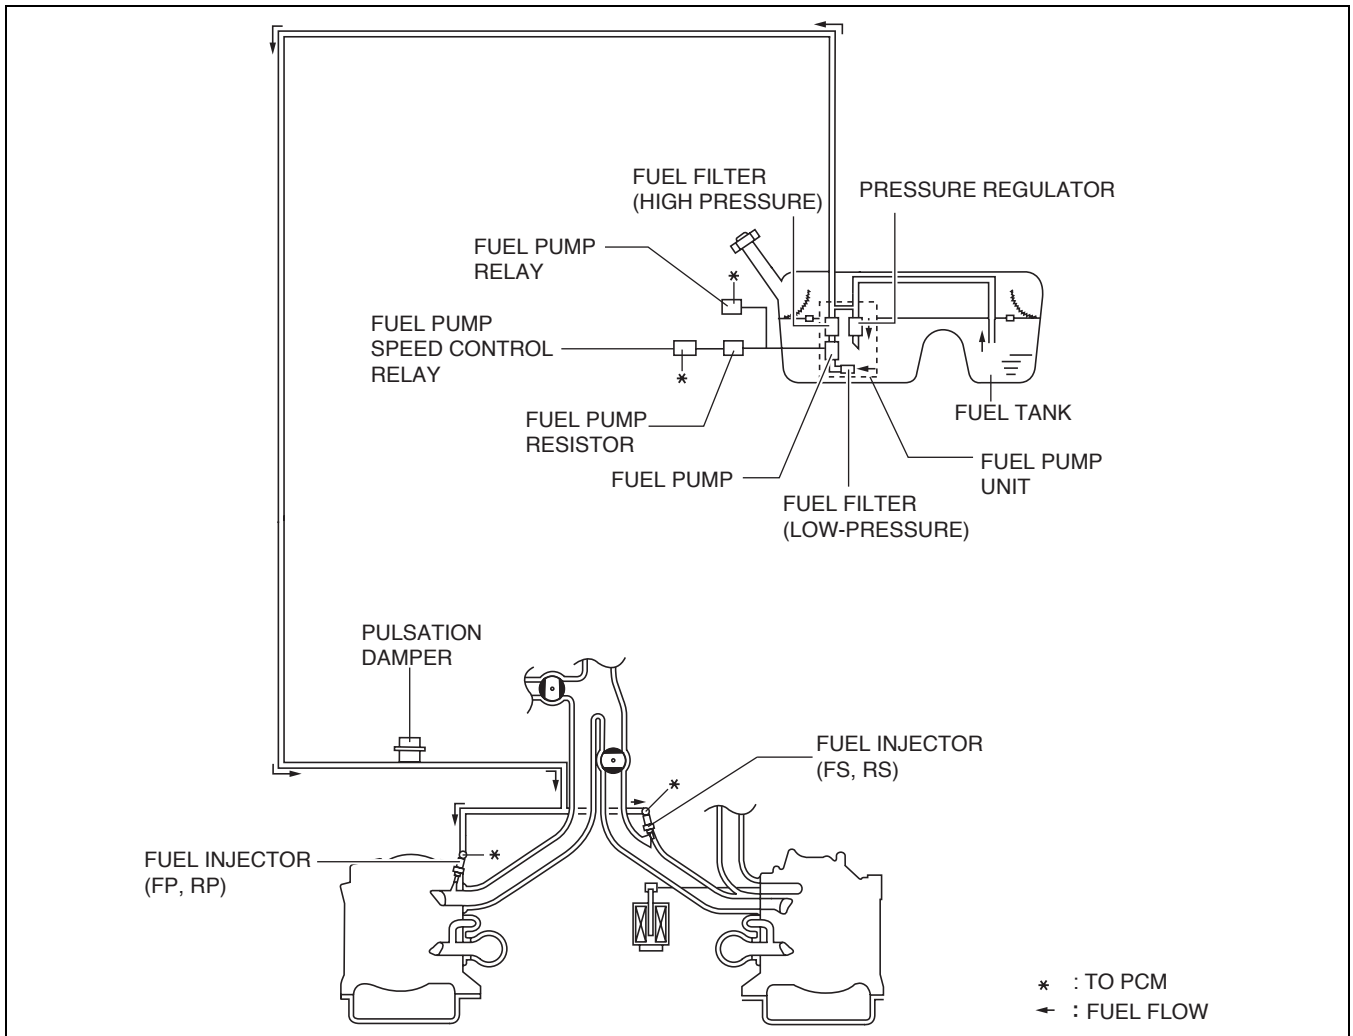 FUEL FILTER
(HIGH PRESSURE)
PRESSURE REGULATOR
FUEL PUMP
RELAY
*
FUEL PUMP
SPEED CONTROL
RELAY
*
FUEL PUMP
RESISTOR
FUEL TANK
FUEL PUMP
FUEL PUMP
UNIT
FUEL FILTER
(LOW-PRESSURE)
PULSATION
DAMPER
FUEL INJECTOR
(FS, RS)
*
FUEL INJECTOR
(FP, RP)
*
* : TO PCM
: FUEL FLOW